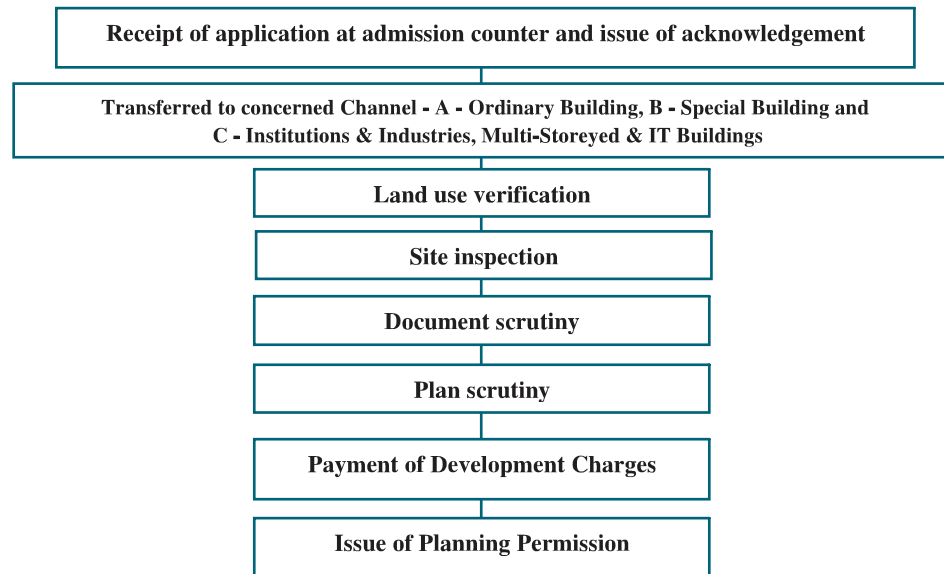 Receipt of application at admission counter and issue of acknowledgement
Transferred to concerned Channel - A - Ordinary Building, B - Special Building and
C - Institutions & Industries, Multi-Storeyed & IT Buildings
Land use verification
Site inspection
Document scrutiny
Plan scrutiny
Payment of Development Charges
Issue of Planning Permission